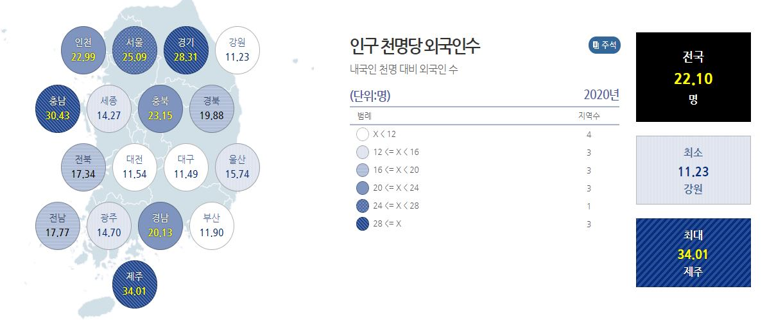 인천
22.99
서울
25.09
경기
28.31
강원
11.23
충남
30.43
세종
14.27
충북
23.15
경북
19.88
전북
17.34
대전
11.54
대구
11.49
울산
15.74
전남
17.77
광주
14.70
경남
20.13
부산
11.90
제주
34.01
인구 천명당 외국인수
주석
내국인 천명 대비 외국인 수
(단위:명) 2020년
범례 지역수
X < 12 4
12 <= X < 16 3
16 <= X < 20 3
20 <= X < 24 3
24 <= X < 28 1
28 <= X 3
전국
22.10
명
최소
11.23
강원
최대
34.01
제주